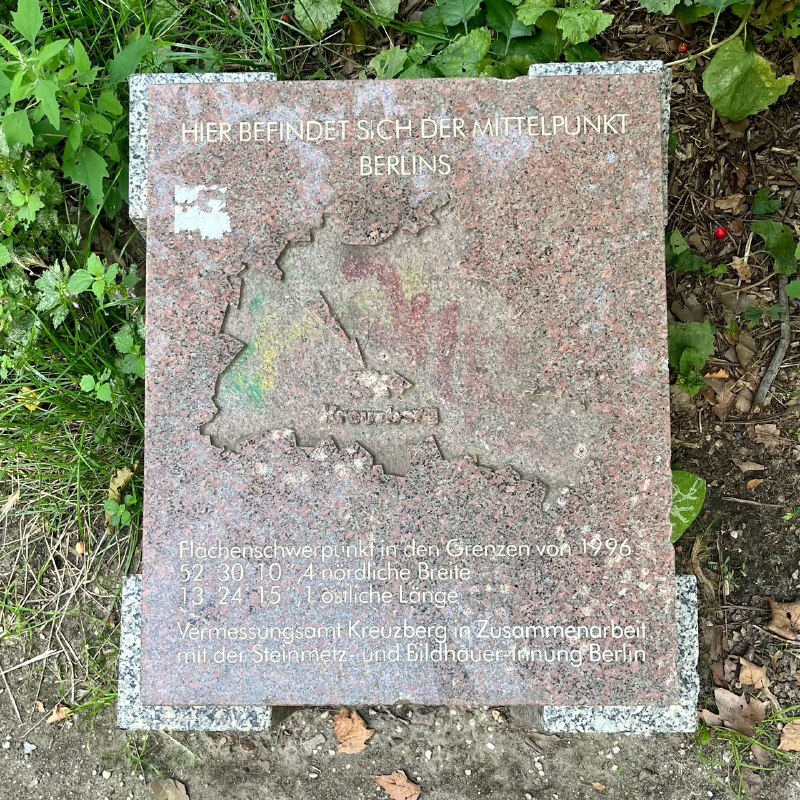 HIER BEFINDET SICH DER MITTELPUNKT
BERLINS
Kreuzberg
Flächenschwerpunkt in den Grenzen von 1996
52° 30' 10",4 nördliche Breite
13° 24' 15",1 östliche Länge
Vermessungsamt Kreuzberg in Zusammenarbeit
mit der Steinmetz- und Bildhauer-Innung Berlin